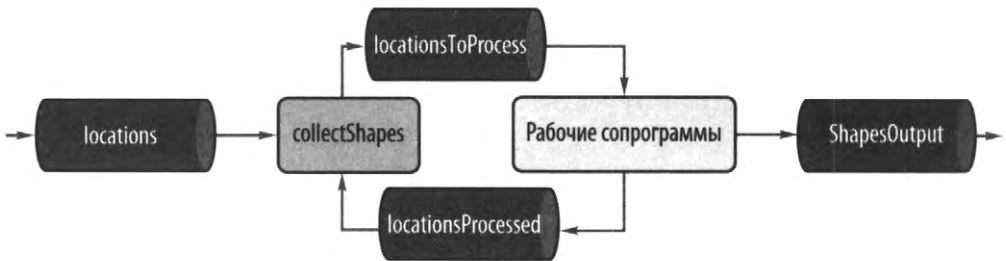 locationsToProcess
locations
collectShapes
Рабочие сопрограммы
ShapesOutput
locationsProcessed